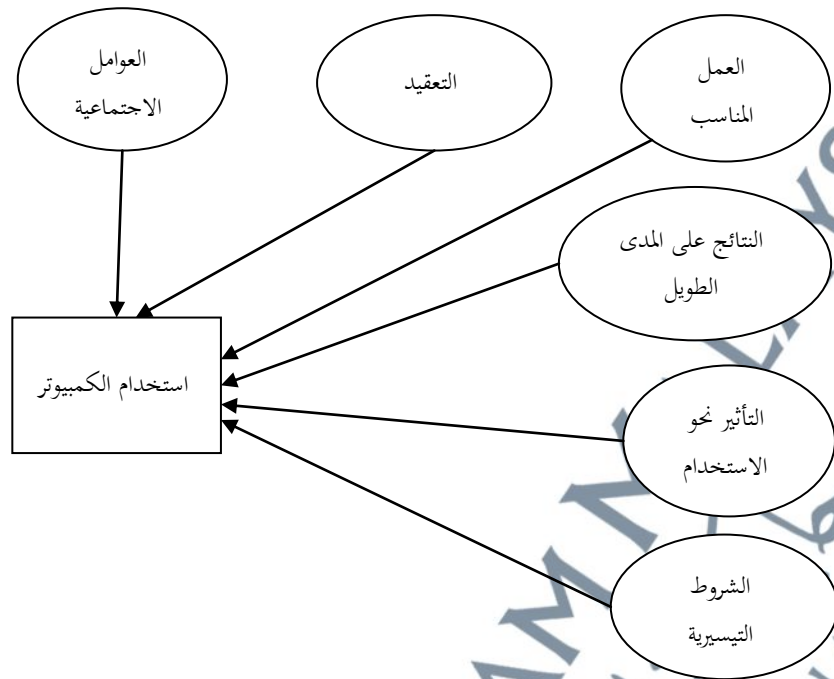 العمل
المناسب
التعقيد
العوامل
الاجتماعية
النتائج على المدى
الطويل
استخدام الكمبيوتر
التأثير نحو
الاستخدام
الشروط
التيسيرية